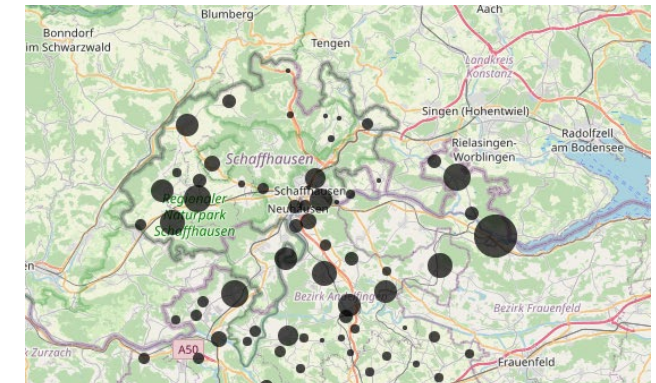 Aach
Blumberg
Bonndorf
im Schwarzwald
Tengen
Landkreis
Konstanz
Singen (Hohentwiel)
Radolfzell
am Bodensee
Rielasingen-
Worblingen
Schaffhausen
Schaffhausen
Regionaler
Naturpark
Schaffhausen
Neuhausen
en
Bezirk Andelfingen
Bezirk Frauenfeld
Zurzach
A50
Frauenfeld